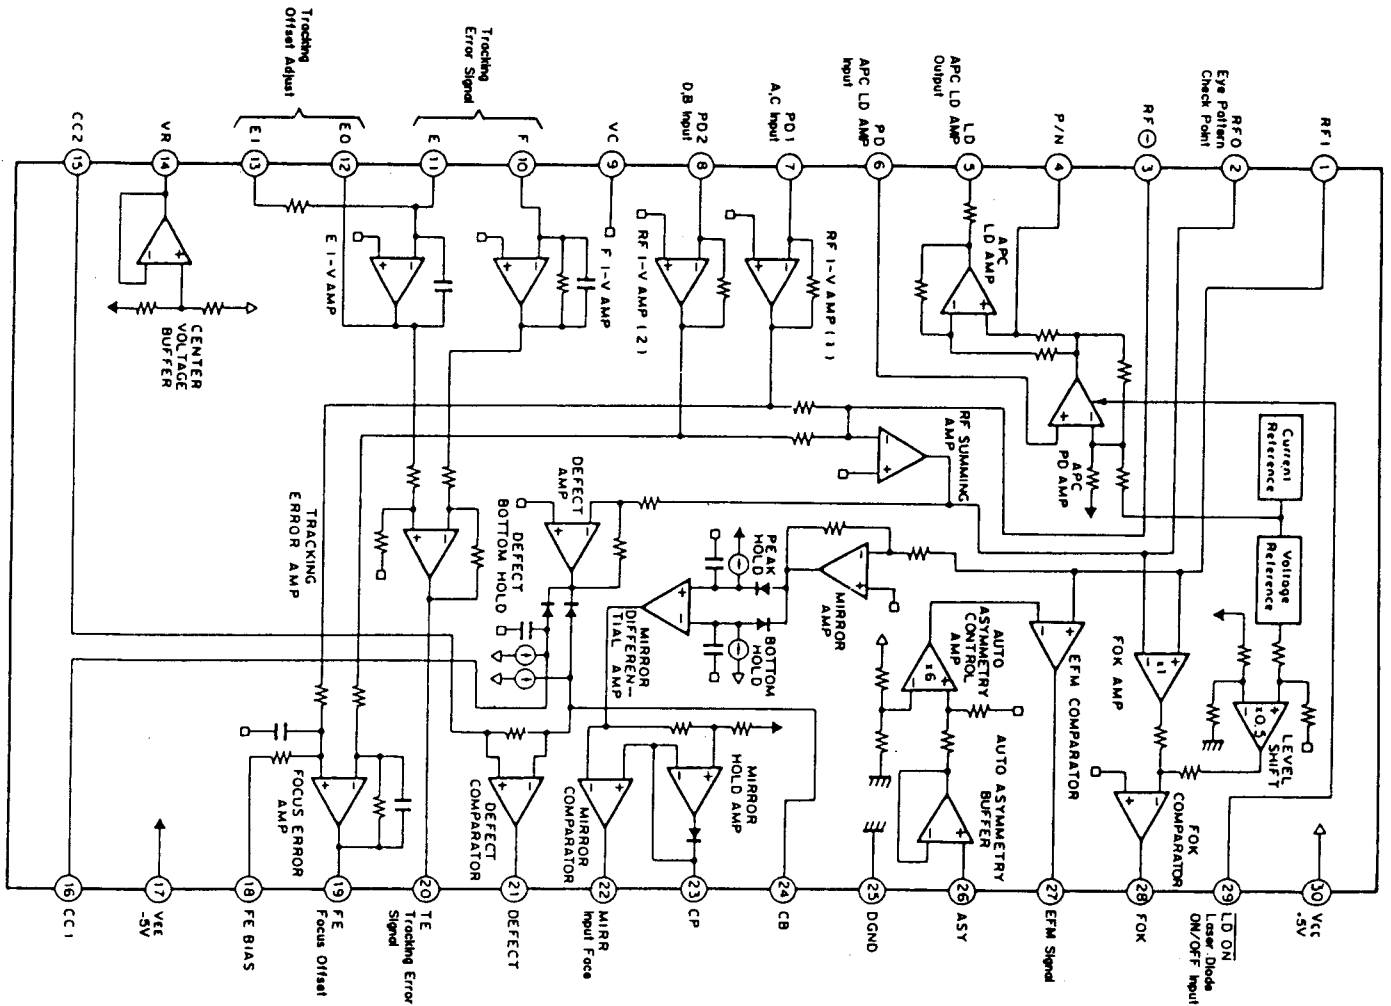 Tracking
Offset Adjust
Tracking
Error Signal
D,B Input
A,C Input
APC LD AMP
Input
APC LD AMP
Output
Eye Pattern
Check Point
CC2
15
VR
14
EI
13
EO
12
E
11
F
10
VC
9
PD2
8
PD1
7
PD
6
LD
5
P/N
4
RF⊖
3
RFO
2
RFI
1
CENTER
VOLTAGE
BUFFER
E I-V AMP
F I-V AMP
RF I-V AMP (2)
RF I-V AMP (1)
APC
LD AMP
APC
PD AMP
Current
Reference
Voltage
Reference
RF SUMMING
AMP
DEFECT
AMP
DEFECT
BOTTOM HOLD
TRACKING
ERROR AMP
PEAK
HOLD
BOTTOM
HOLD
MIRROR
AMP
MIRROR
DIFFEREN-
TIAL AMP
AUTO
ASYMMETRY
CONTROL
AMP
x6
EFM COMPARATOR
FOK AMP
x1
x0.5
LEVEL
SHIFT
FOCUS ERROR
AMP
DEFECT
COMPARATOR
MIRROR
COMPARATOR
MIRROR
HOLD AMP
AUTO ASYMMETRY
BUFFER
FOK
COMPARATOR
16
CC1
17
VEE
-5V
18
FE BIAS
19
FE
Focus Offset
20
TE
Tracking Error
Signal
21
DEFECT
22
MIRR
Input Face
23
CP
24
CB
25
DGND
26
ASY
27
EFM Signal
28
FOK
29
LD ON
Laser Diode
ON/OFF Input
30
VCC
+5V